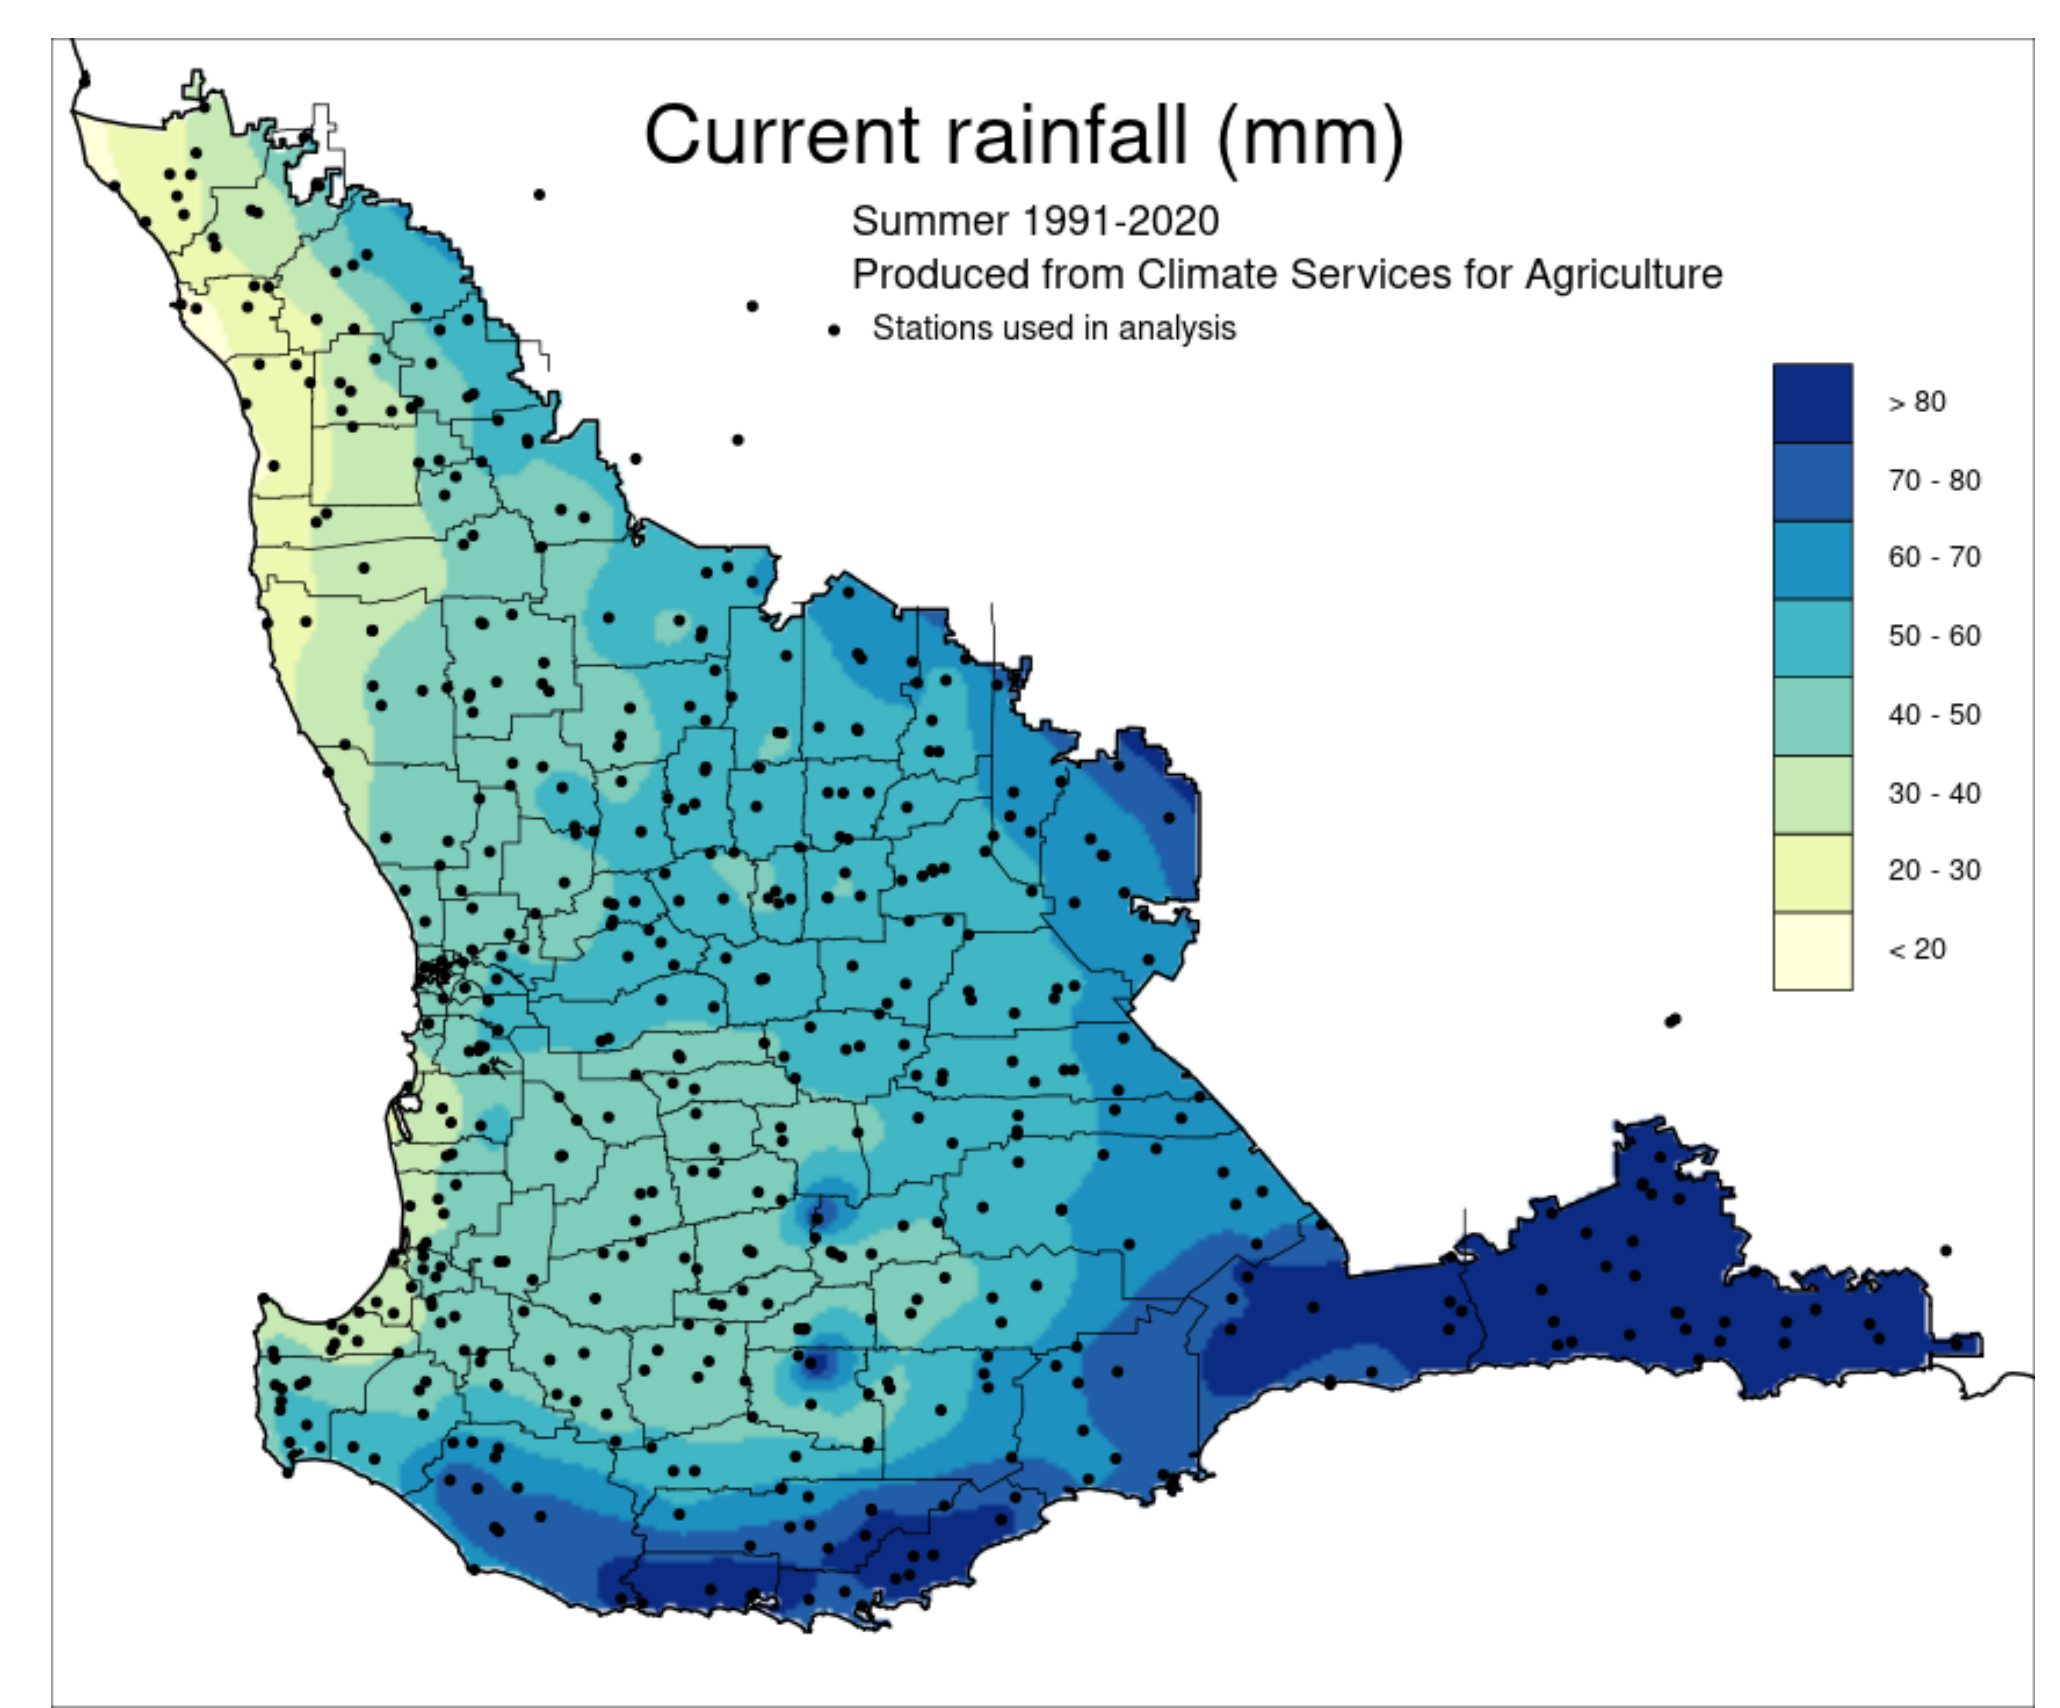 Current rainfall (mm)
Summer 1991-2020
Produced from Climate Services for Agriculture
Stations used in analysis
> 80
70 - 80
60 - 70
50 - 60
40 - 50
30 - 40
20 - 30
< 20